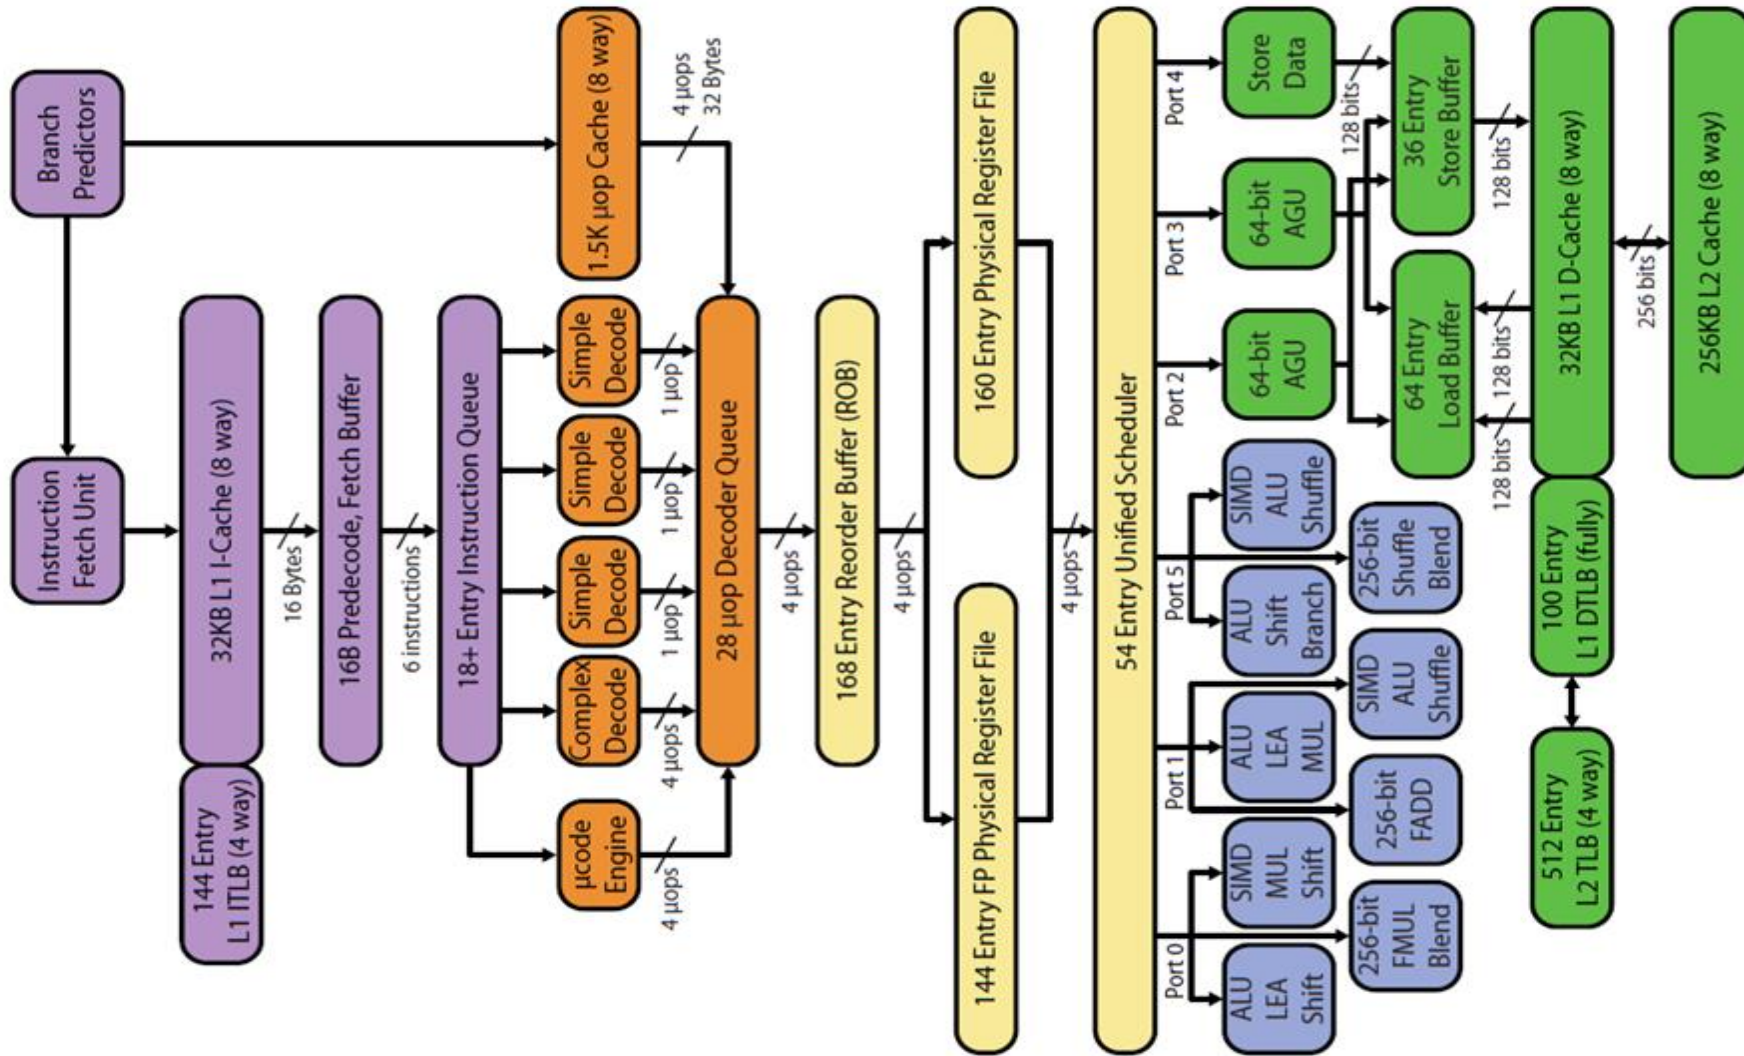 Branch
Predictors
Instruction
Fetch Unit
144 Entry
L1 ITLB (4 way)
32KB L1 I-Cache (8 way)
16 Bytes
16B Predecode, Fetch Buffer
6 instructions
18+ Entry Instruction Queue
µcode
Engine
Complex
Decode
Simple
Decode
Simple
Decode
Simple
Decode
1.5K µop Cache (8 way)
4 µops
4 µops
1 µop
1 µop
1 µop
4 µops
32 Bytes
28 µop Decoder Queue
4 µops
168 Entry Reorder Buffer (ROB)
4 µops
144 Entry FP Physical Register File
160 Entry Physical Register File
4 µops
54 Entry Unified Scheduler
Port 0
Port 1
Port 5
Port 2
Port 3
Port 4
ALU
LEA
Shift
SIMD
MUL
Shift
ALU
LEA
MUL
ALU
Shift
Branch
SIMD
ALU
Shuffle
64-bit
AGU
64-bit
AGU
Store
Data
128 bits
256-bit
FMUL
Blend
256-bit
FADD
SIMD
ALU
Shuffle
256-bit
Shuffle
Blend
64 Entry
Load Buffer
36 Entry
Store Buffer
128 bits
128 bits
128 bits
512 Entry
L2 TLB (4 way)
100 Entry
L1 DTLB (fully)
32KB L1 D-Cache (8 way)
256 bits
256KB L2 Cache (8 way)